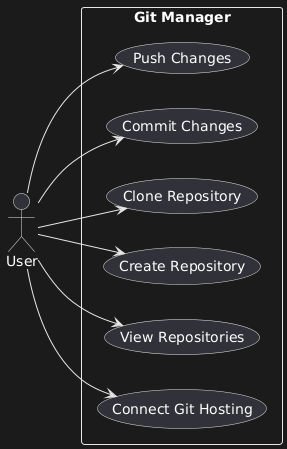 Git Manager
Push Changes
Commit Changes
Clone Repository
Create Repository
User
View Repositories
Connect Git Hosting